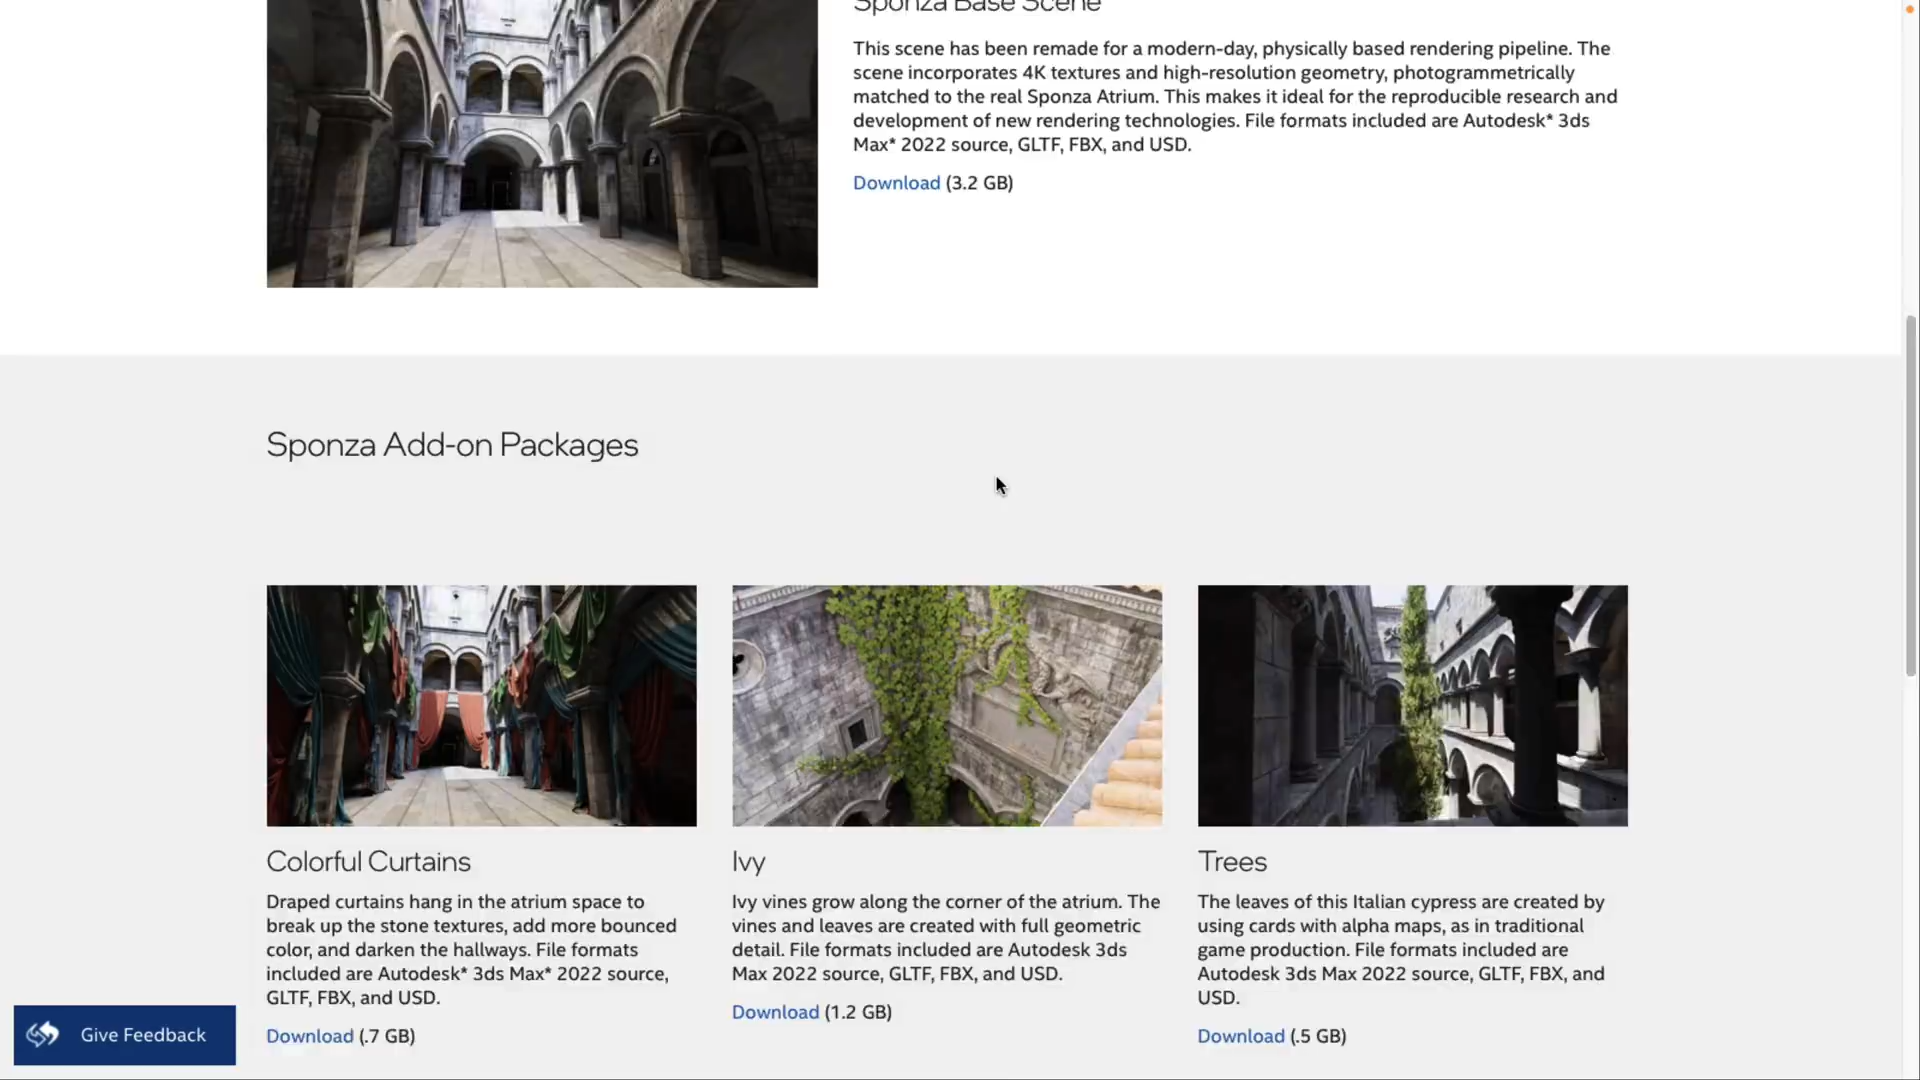 Sponza Base Scene
This scene has been remade for a modern-day, physically based rendering pipeline. The
scene incorporates 4K textures and high-resolution geometry, photogrammetrically
matched to the real Sponza Atrium. This makes it ideal for the reproducible research and
development of new rendering technologies. File formats included are Autodesk* 3ds
Max* 2022 source, GLTF, FBX, and USD.
Download (3.2 GB)
Sponza Add-on Packages
Colorful Curtains
Draped curtains hang in the atrium space to
break up the stone textures, add more bounced
color, and darken the hallways. File formats
included are Autodesk* 3ds Max* 2022 source,
GLTF, FBX, and USD.
Download (.7 GB)
Ivy
Ivy vines grow along the corner of the atrium. The
vines and leaves are created with full geometric
detail. File formats included are Autodesk 3ds
Max 2022 source, GLTF, FBX, and USD.
Download (1.2 GB)
Trees
The leaves of this Italian cypress are created by
using cards with alpha maps, as in traditional
game production. File formats included are
Autodesk 3ds Max 2022 source, GLTF, FBX, and
USD.
Download (.5 GB)
Give Feedback